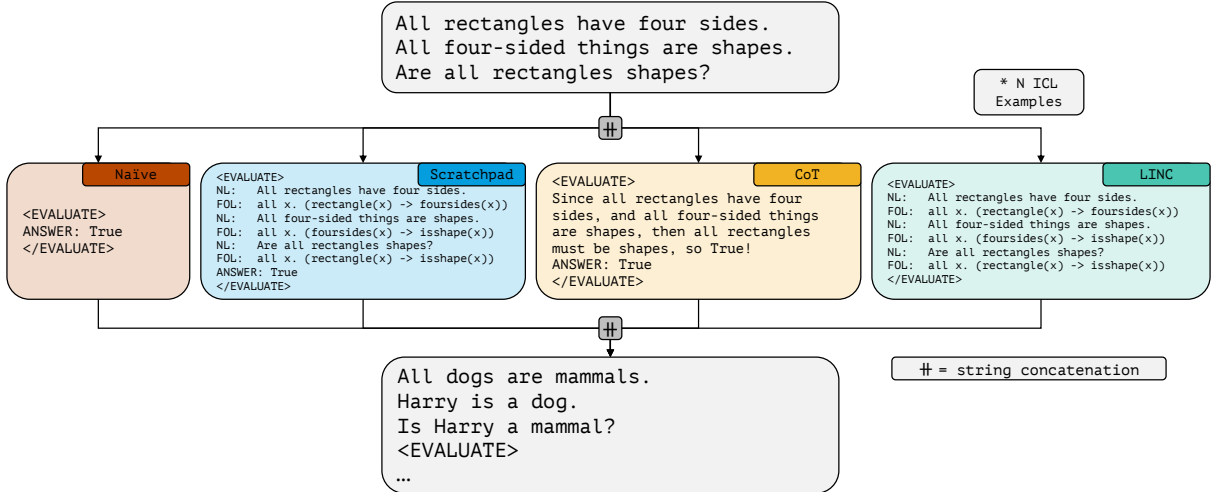 All rectangles have four sides.
All four-sided things are shapes.
Are all rectangles shapes?
* N ICL
Examples
⧺
Naïve
<EVALUATE>
ANSWER: True
</EVALUATE>
Scratchpad
<EVALUATE>
NL: All rectangles have four sides.
FOL: all x. (rectangle(x) -> foursides(x))
NL: All four-sided things are shapes.
FOL: all x. (foursides(x) -> isshape(x))
NL: Are all rectangles shapes?
FOL: all x. (rectangle(x) -> isshape(x))
ANSWER: True
</EVALUATE>
CoT
<EVALUATE>
Since all rectangles have four
sides, and all four-sided things
are shapes, then all rectangles
must be shapes, so True!
ANSWER: True
</EVALUATE>
LINC
<EVALUATE>
NL: All rectangles have four sides.
FOL: all x. (rectangle(x) -> foursides(x))
NL: All four-sided things are shapes.
FOL: all x. (foursides(x) -> isshape(x))
NL: Are all rectangles shapes?
FOL: all x. (rectangle(x) -> isshape(x))
</EVALUATE>
⧺
All dogs are mammals.
Harry is a dog.
Is Harry a mammal?
<EVALUATE>
…
⧺ = string concatenation